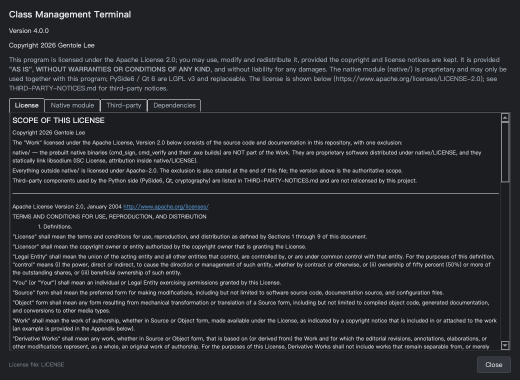 Class Management Terminal
Version 4.0.0
Copyright 2026 Gentole Lee
This program is licensed under the Apache License 2.0; you may use, modify and redistribute it, provided the copyright and license notices are kept. It is provided
"AS IS", WITHOUT WARRANTIES OR CONDITIONS OF ANY KIND, and without liability for any damages. The native module (native/) is proprietary and may only be
used together with this program; PySide6 / Qt 6 are LGPL v3 and replaceable. The license is shown below (https://www.apache.org/licenses/LICENSE-2.0); see
THIRD-PARTY-NOTICES.md for third-party notices.
License Native module Third-party Dependencies
SCOPE OF THIS LICENSE
Copyright 2026 Gentole Lee
The "Work" licensed under the Apache License, Version 2.0 below consists of the source code and documentation in this repository, with one exclusion:
native/ — the prebuilt native binaries (cmd_sign, cmd_verify and their .exe builds) are NOT part of the Work. They are proprietary software distributed under native/LICENSE, and they
statically link libsodium (ISC License, attribution inside native/LICENSE).
Everything outside native/ is licensed under Apache-2.0. The exclusion is also stated at the end of this file; the version above is the authoritative scope.
Third-party components used by the Python side (PySide6, Qt, cryptography) are listed in THIRD-PARTY-NOTICES.md and are not relicensed by this project.
Apache License Version 2.0, January 2004 http://www.apache.org/licenses/
TERMS AND CONDITIONS FOR USE, REPRODUCTION, AND DISTRIBUTION
1. Definitions.
"License" shall mean the terms and conditions for use, reproduction, and distribution as defined by Sections 1 through 9 of this document.
"Licensor" shall mean the copyright owner or entity authorized by the copyright owner that is granting the License.
"Legal Entity" shall mean the union of the acting entity and all other entities that control, are controlled by, or are under common control with that entity. For the purposes of this definition,
"control" means (i) the power, direct or indirect, to cause the direction or management of such entity, whether by contract or otherwise, or (ii) ownership of fifty percent (50%) or more of
the outstanding shares, or (iii) beneficial ownership of such entity.
"You" (or "Your") shall mean an individual or Legal Entity exercising permissions granted by this License.
"Source" form shall mean the preferred form for making modifications, including but not limited to software source code, documentation source, and configuration files.
"Object" form shall mean any form resulting from mechanical transformation or translation of a Source form, including but not limited to compiled object code, generated documentation,
and conversions to other media types.
"Work" shall mean the work of authorship, whether in Source or Object form, made available under the License, as indicated by a copyright notice that is included in or attached to the work
(an example is provided in the Appendix below).
"Derivative Works" shall mean any work, whether in Source or Object form, that is based on (or derived from) the Work and for which the editorial revisions, annotations, elaborations, or
other modifications represent, as a whole, an original work of authorship. For the purposes of this License, Derivative Works shall not include works that remain separable from, or merely
License file: LICENSE
Close